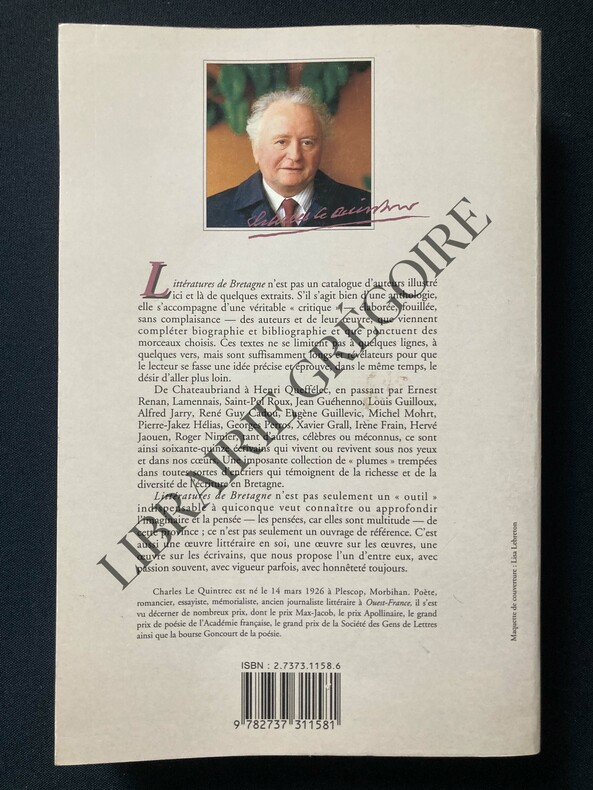 Charles Le Quintrec
Littératures de Bretagne n'est pas un catalogue d'auteurs illustré
ici et là de quelques extraits. S'il s'agit bien d'une anthologie,
elle s'accompagne d'une véritable « critique » — élaborée, fouillée,
sans complaisance — des auteurs et de leur œuvre, que viennent
compléter biographie et bibliographie et que ponctuent des
morceaux choisis. Ces textes ne se limitent pas à quelques lignes, à
quelques vers, mais sont suffisamment longs et révélateurs pour que
le lecteur se fasse une idée précise et éprouve, dans le même temps, le
désir d'aller plus loin.
De Chateaubriand à Henri Queffélec, en passant par Ernest
Renan, Lamennais, Saint-Pol Roux, Jean Guéhenno, Louis Guilloux,
Alfred Jarry, René Guy Cadou, Eugène Guillevic, Michel Mohrt,
Pierre-Jakez Hélias, Georges Perros, Xavier Grall, Irène Frain, Hervé
Jaouen, Roger Nimier, et autres, célèbres ou méconnus, ce sont
ainsi soixante-quinze écrivains qui vivent ou revivent sous nos yeux
et dans nos cœurs. Une imposante collection de « plumes » trempées
dans toutes sortes d'encriers qui témoignent de la richesse et de la
diversité de l'écriture en Bretagne.
Littératures de Bretagne n'est pas seulement un « outil »
indispensable à quiconque veut connaître ou approfondir
l'imaginaire et la pensée — les pensées, car elles sont multitude — de
cette province ; ce n'est pas seulement un ouvrage de référence. C'est
aussi une œuvre littéraire en soi, une œuvre sur les œuvres, une
œuvre sur les écrivains, que nous propose l'un d'entre eux, avec
passion souvent, avec vigueur parfois, avec honnêteté toujours.
Charles Le Quintrec est né le 14 mars 1926 à Plescop, Morbihan. Poète,
romancier, essayiste, mémorialiste, ancien journaliste littéraire à Ouest-France, il s'est
vu décerner de nombreux prix, dont le prix Max-Jacob, le prix Apollinaire, le grand
prix de poésie de l'Académie française, le grand prix de la Société des Gens de Lettres
ainsi que la bourse Goncourt de la poésie.
ISBN : 2.7373.1158.6
9 782737 311581
Maquette de couverture : Lisa Lebreton
LIBRAIRIE GRÉGOIRE